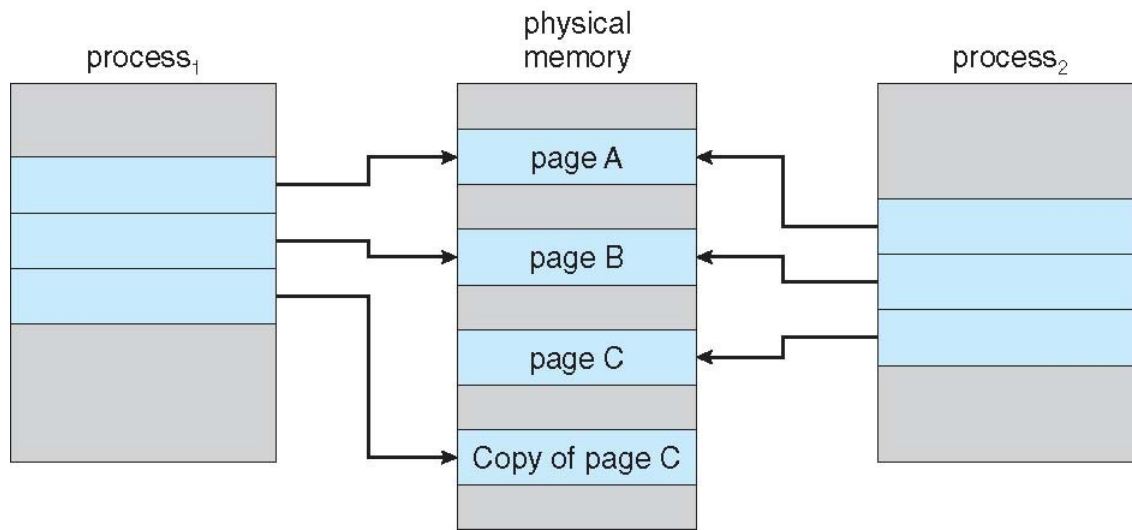 process₁
physical
memory
process₂
page A
page B
page C
Copy of page C